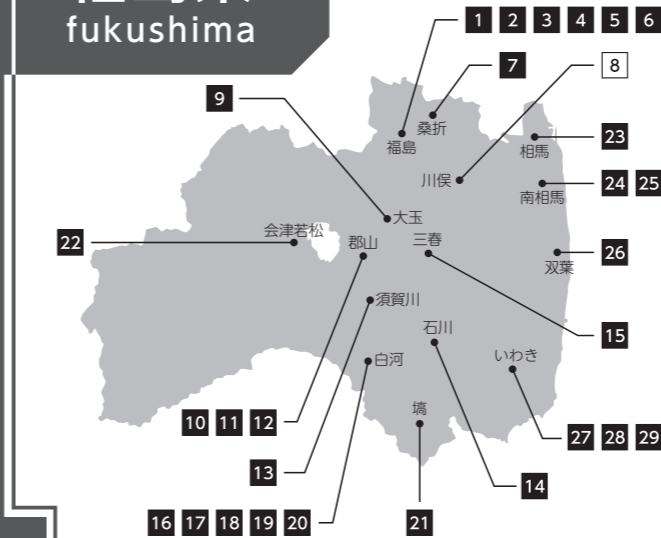 fukushima
1 2 3 4 5 6
7
8
9
桑折
福島
相馬
23
川俣
南相馬
24 25
大玉
会津若松
22
郡山
三春
双葉
26
須賀川
15
石川
白河
いわき
塙
10 11 12
27 28 29
13
14
16 17 18 19 20
21